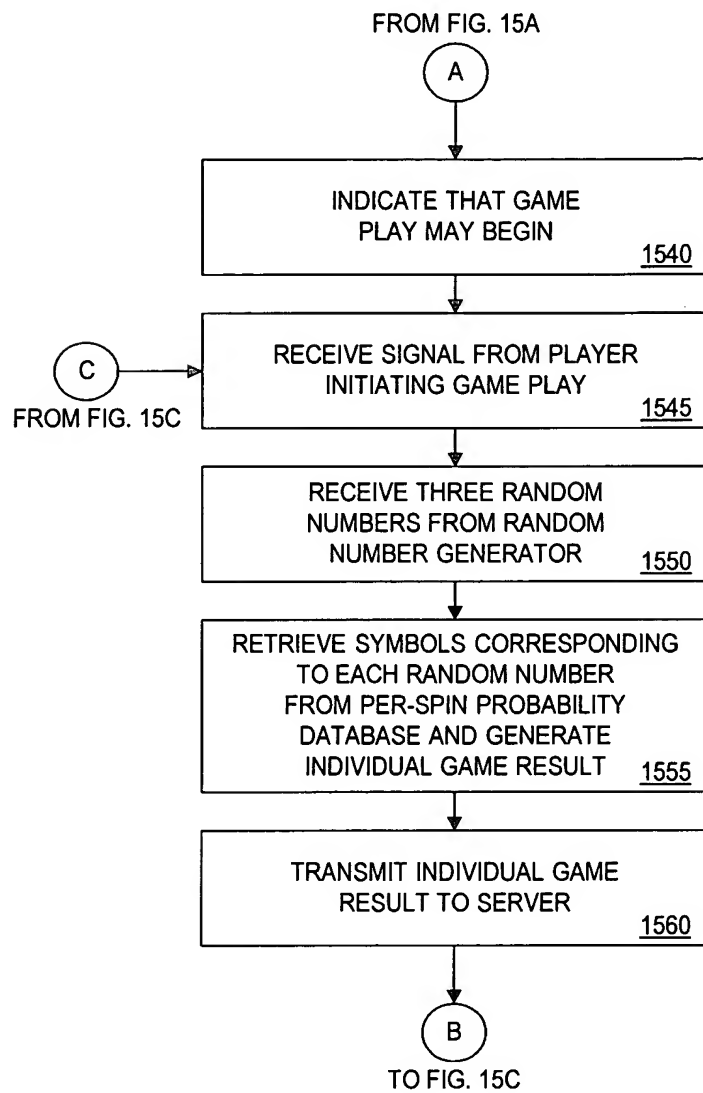 FROM FIG. 15A
A
INDICATE THAT GAME
PLAY MAY BEGIN
1540
C
FROM FIG. 15C
RECEIVE SIGNAL FROM PLAYER
INITIATING GAME PLAY
1545
RECEIVE THREE RANDOM
NUMBERS FROM RANDOM
NUMBER GENERATOR
1550
RETRIEVE SYMBOLS CORRESPONDING
TO EACH RANDOM NUMBER
FROM PER-SPIN PROBABILITY
DATABASE AND GENERATE
INDIVIDUAL GAME RESULT
1555
TRANSMIT INDIVIDUAL GAME
RESULT TO SERVER
1560
B
TO FIG. 15C